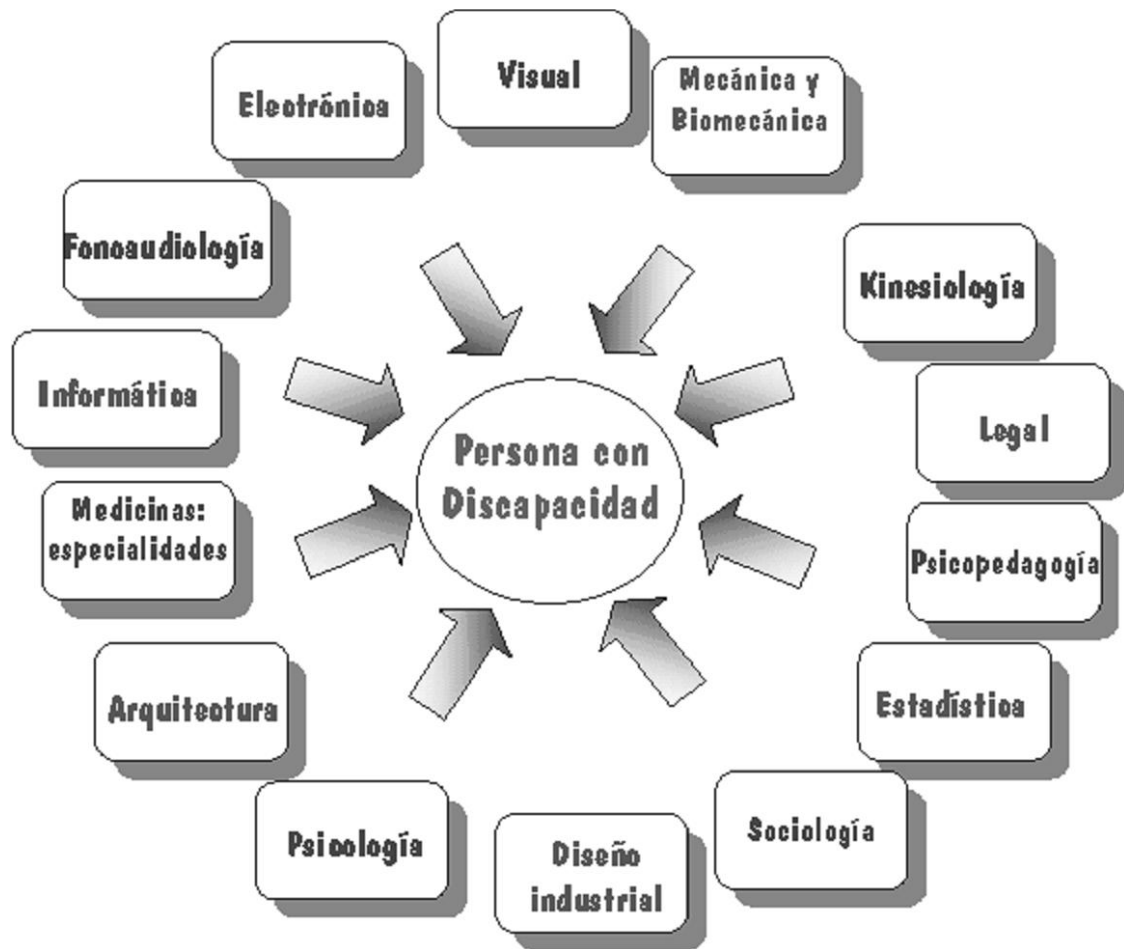 Visual
Mecánica y
Biomecánica
Electrónica
Fonoaudiología
Kinesiología
Informática
Legal
Persona con
Discapacidad
Medicinas:
especialidades
Psicopedagogía
Arquitectura
Estadística
Psicología
Sociología
Diseño
industrial